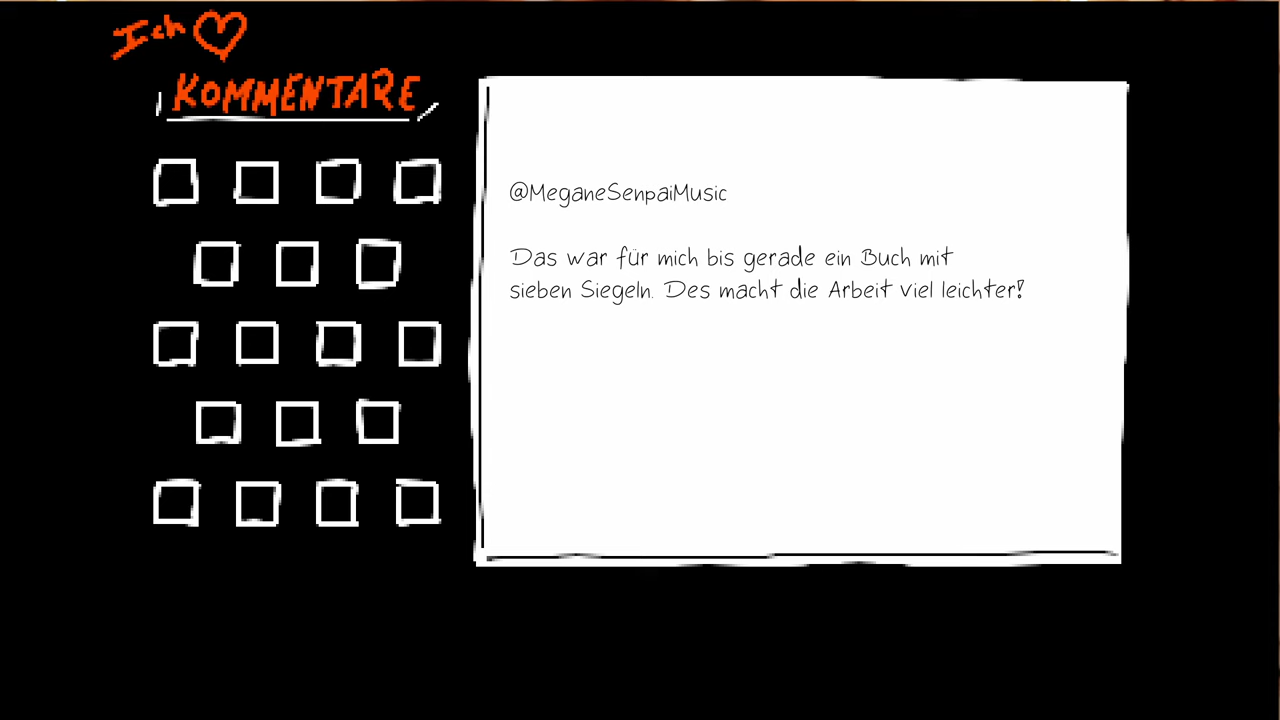 Ich
KOMMENTARE
@MeganeSenpaiMusic
Das war für mich bis gerade ein Buch mit
sieben Siegeln. Des macht die Arbeit viel leichter!